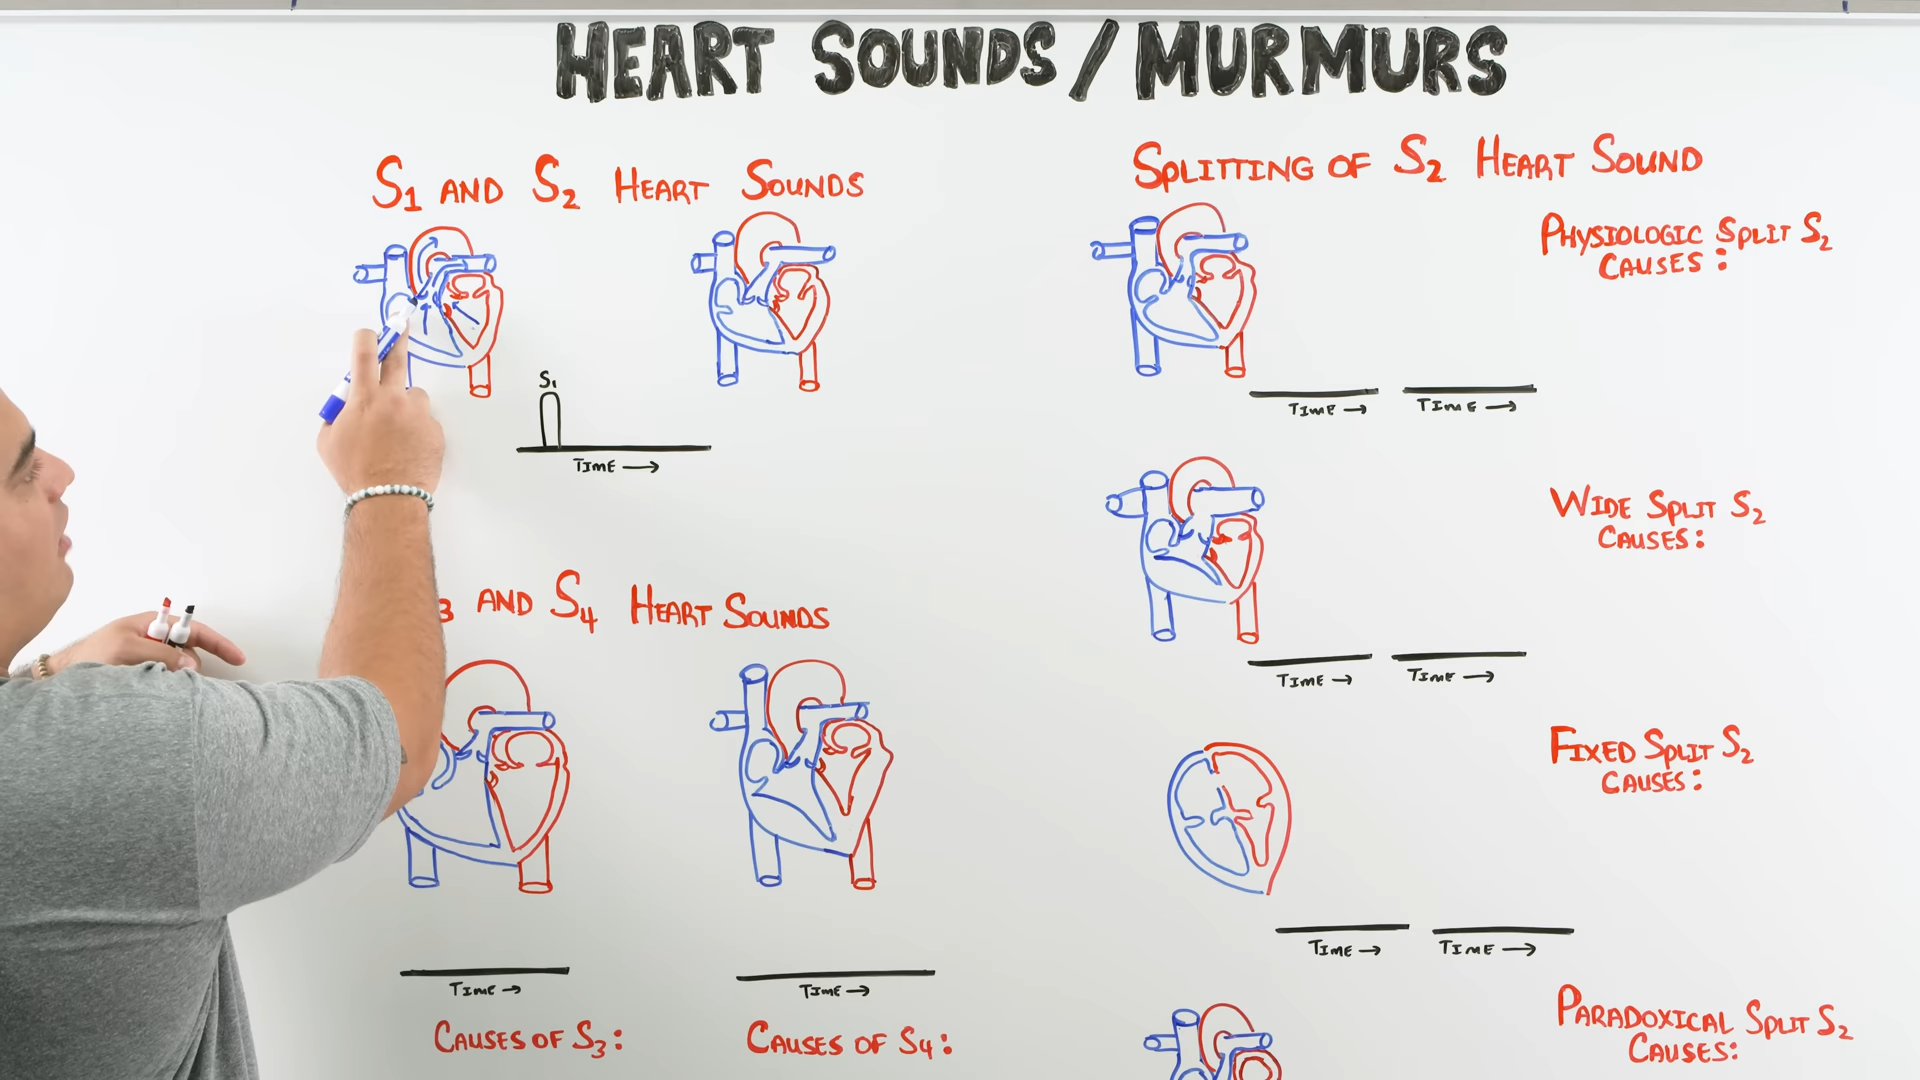 HEART SOUNDS / MURMURS
S1 AND S2 HEART SOUNDS
S1
TIME →
3 AND S4 HEART SOUNDS
TIME →
TIME →
CAUSES OF S3:
CAUSES OF S4:
SPLITTING OF S2 HEART SOUND
PHYSIOLOGIC SPLIT S2
CAUSES:
TIME →
TIME →
WIDE SPLIT S2
CAUSES:
TIME →
TIME →
FIXED SPLIT S2
CAUSES:
TIME →
TIME →
PARADOXICAL SPLIT S2
CAUSES: